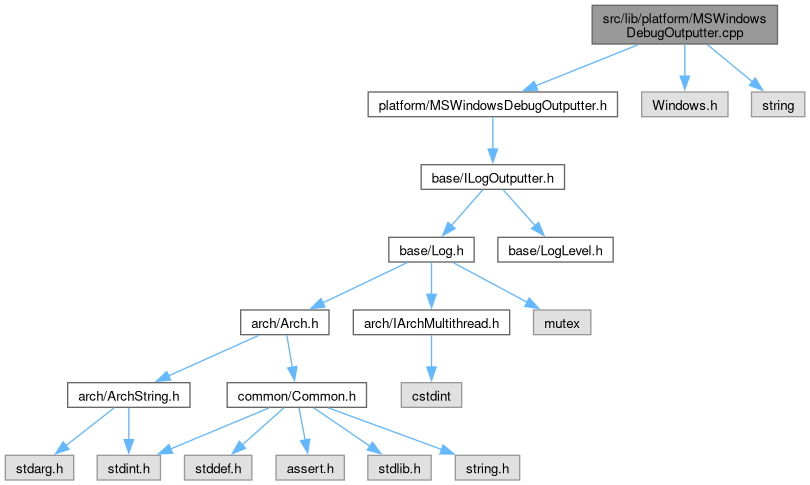 src/lib/platform/MSWindows
DebugOutputter.cpp
platform/MSWindowsDebugOutputter.h
Windows.h
string
base/ILogOutputter.h
base/Log.h
base/LogLevel.h
arch/Arch.h
arch/IArchMultithread.h
mutex
arch/ArchString.h
common/Common.h
cstdint
stdarg.h
stdint.h
stddef.h
assert.h
stdlib.h
string.h